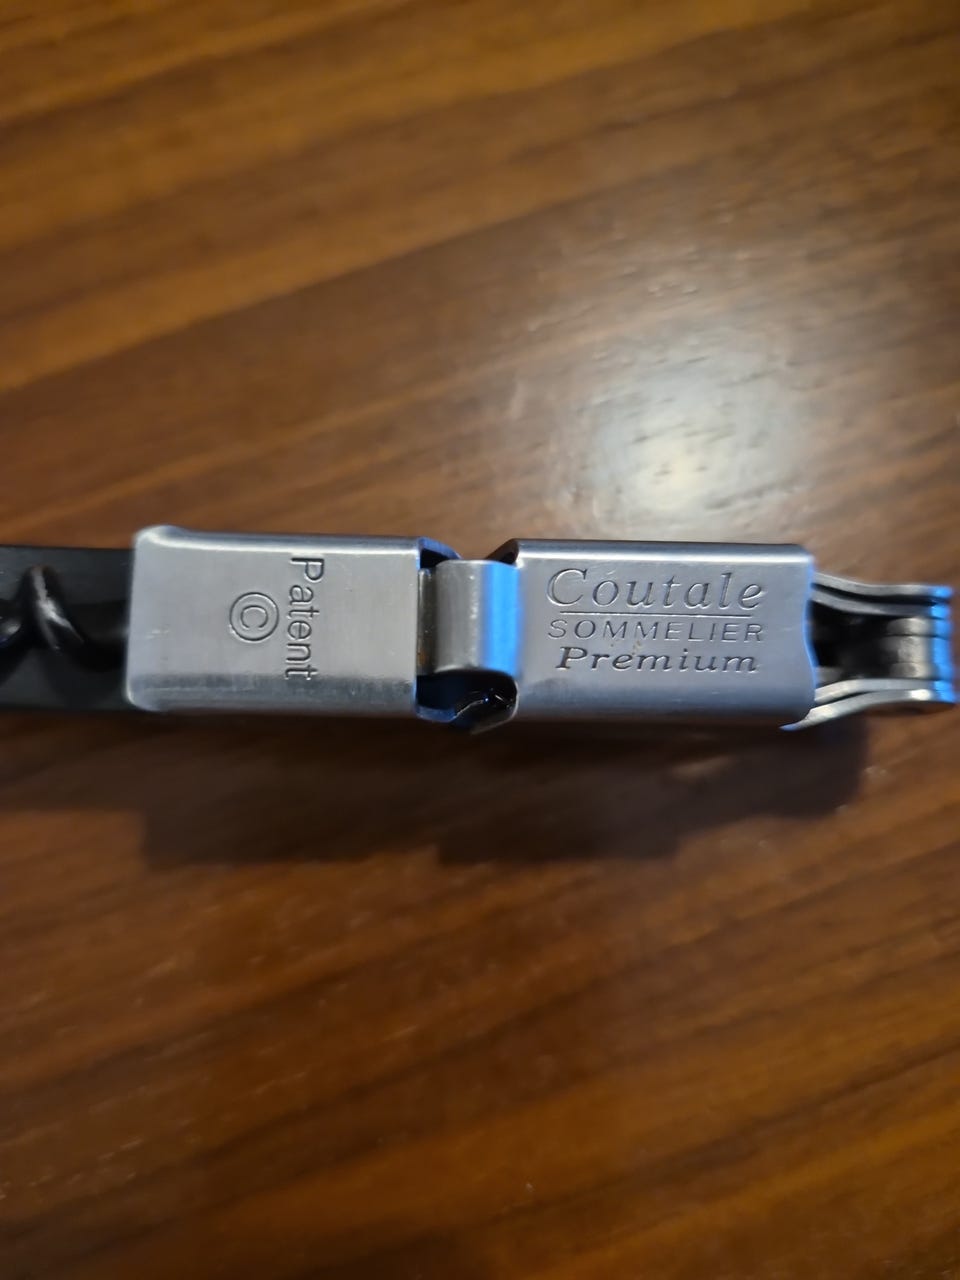 Patent
©
Coutale
SOMMELIER
Premium